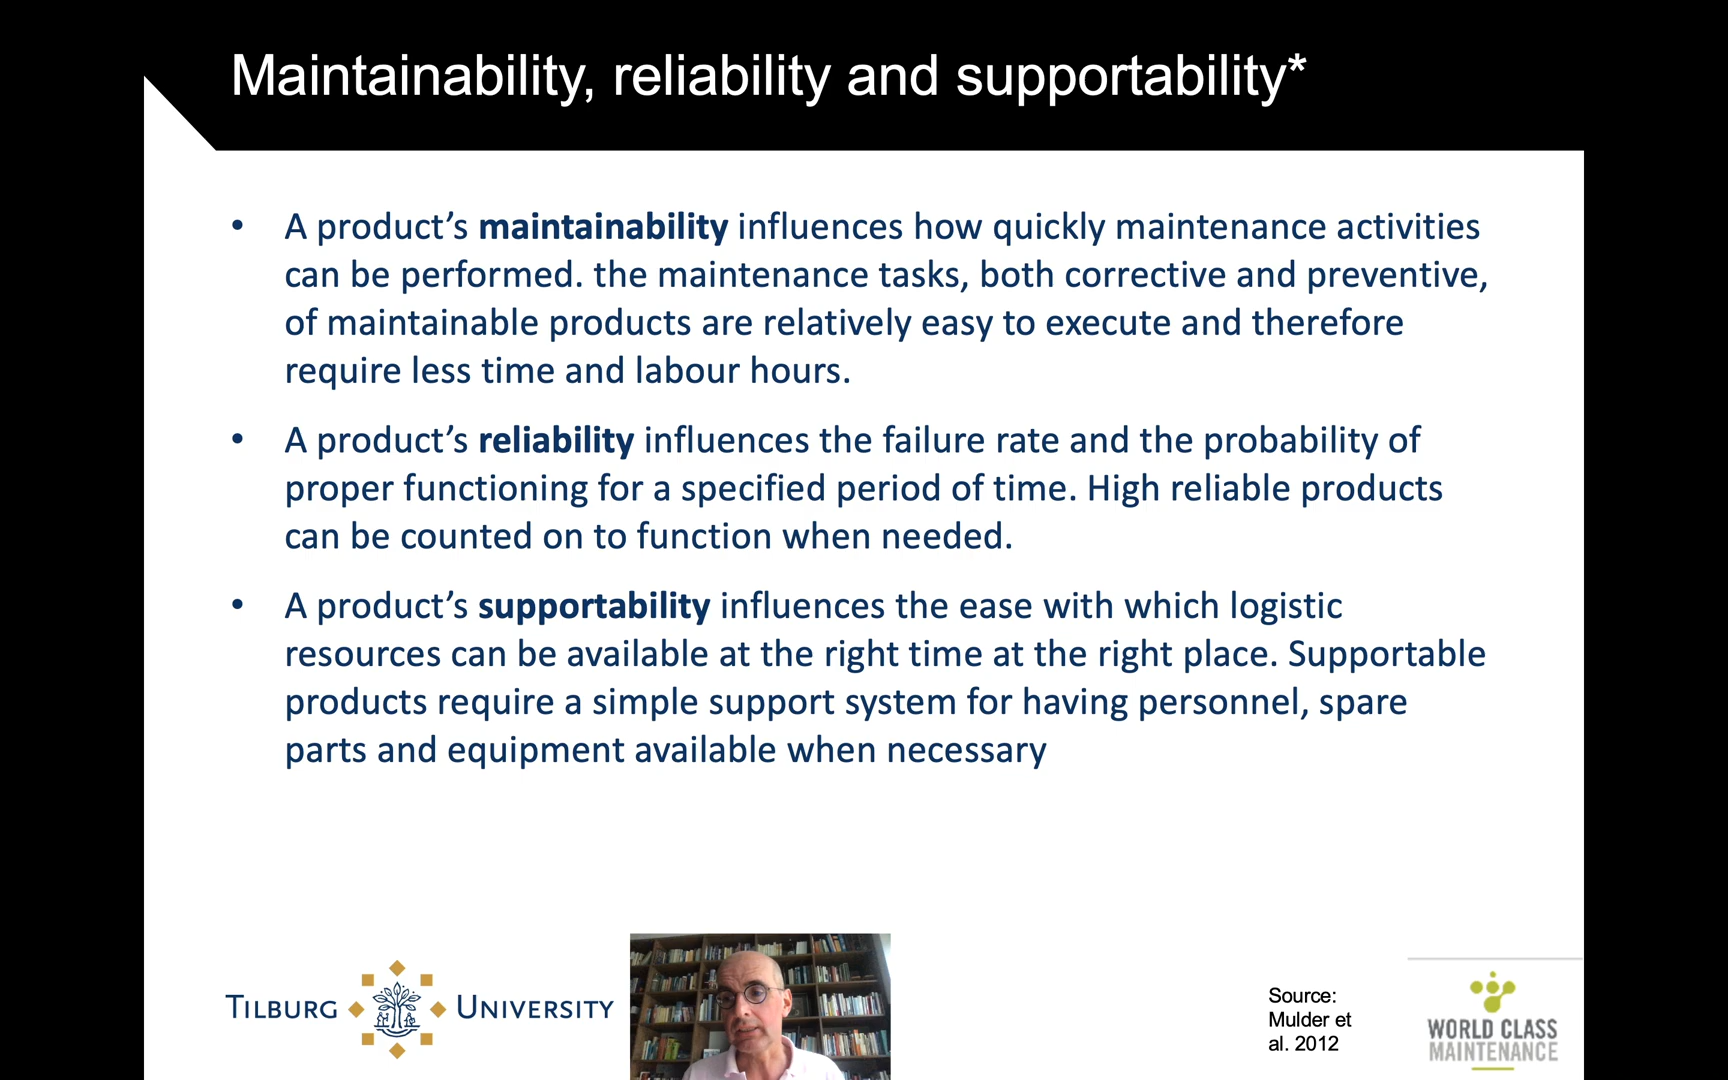 Maintainability, reliability and supportability*
• A product’s maintainability influences how quickly maintenance activities
can be performed. the maintenance tasks, both corrective and preventive,
of maintainable products are relatively easy to execute and therefore
require less time and labour hours.
• A product’s reliability influences the failure rate and the probability of
proper functioning for a specified period of time. High reliable products
can be counted on to function when needed.
• A product’s supportability influences the ease with which logistic
resources can be available at the right time at the right place. Supportable
products require a simple support system for having personnel, spare
parts and equipment available when necessary
TILBURG UNIVERSITY
Source:
Mulder et
al. 2012
WORLD CLASS
MAINTENANCE